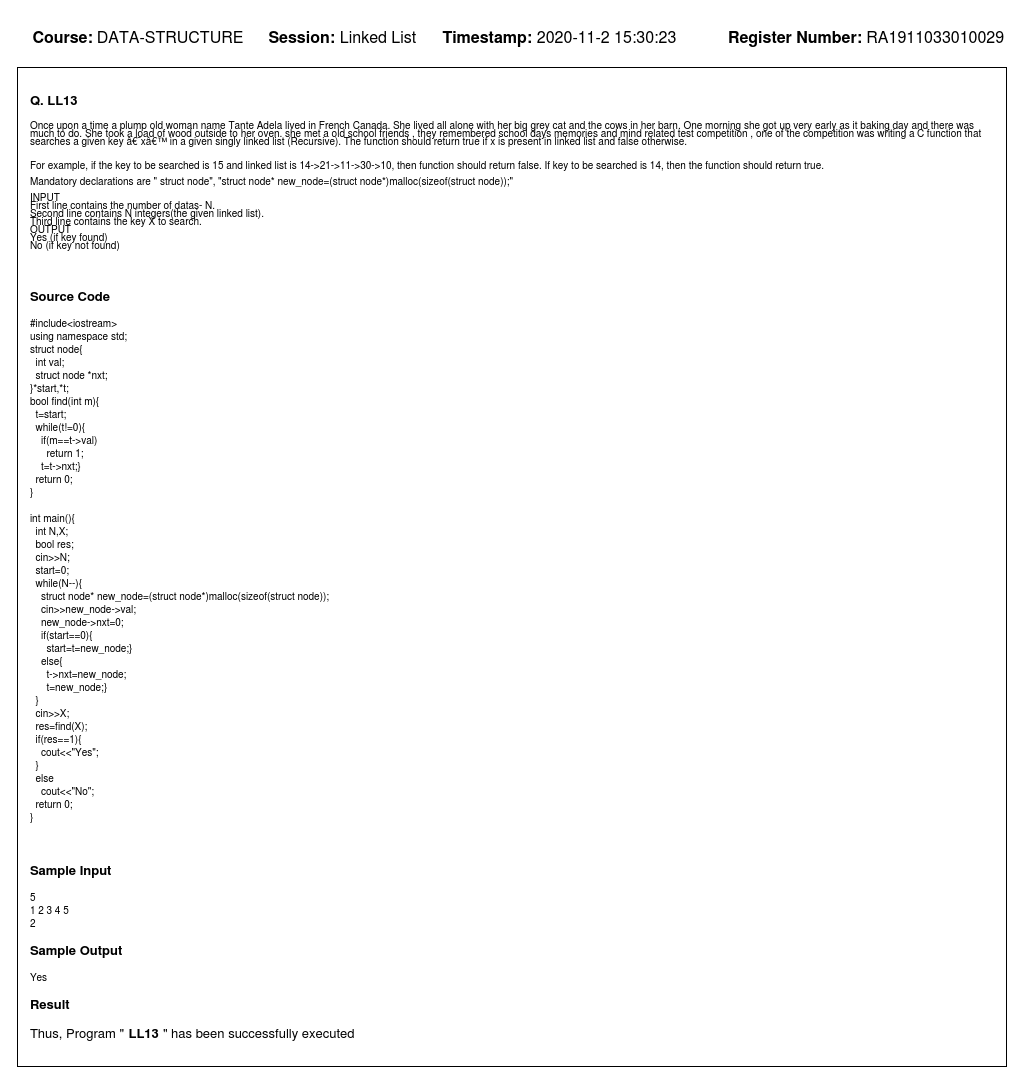 Course: DATA-STRUCTURE Session: Linked List Timestamp: 2020-11-2 15:30:23 Register Number: RA1911033010029
Q. LL13
Once upon a time a plump old woman name Tante Adela lived in French Canada. She lived all alone with her big grey cat and the cows in her barn. One morning she got up very early as it baking day and there was
much to do. She took a load of wood outside to her oven. she met a old school friends , they remembered school days memories and mind related test competition , one of the competition was writing a C function that
searches a given key â€˜xâ€™ in a given singly linked list (Recursive). The function should return true if x is present in linked list and false otherwise.
For example, if the key to be searched is 15 and linked list is 14->21->11->30->10, then function should return false. If key to be searched is 14, then the function should return true.
Mandatory declarations are " struct node", "struct node* new_node=(struct node*)malloc(sizeof(struct node));"
INPUT
First line contains the number of datas- N.
Second line contains N integers(the given linked list).
Third line contains the key X to search.
OUTPUT
Yes (if key found)
No (if key not found)
Source Code
#include<iostream>
using namespace std;
struct node{
  int val;
  struct node *nxt;
}*start,*t;
bool find(int m){
  t=start;
  while(t!=0){
    if(m==t->val)
      return 1;
    t=t->nxt;}
  return 0;
}
int main(){
  int N,X;
  bool res;
  cin>>N;
  start=0;
  while(N--){
    struct node* new_node=(struct node*)malloc(sizeof(struct node));
    cin>>new_node->val;
    new_node->nxt=0;
    if(start==0){
      start=t=new_node;}
    else{
      t->nxt=new_node;
      t=new_node;}
  }
  cin>>X;
  res=find(X);
  if(res==1){
    cout<<"Yes";
  }
  else
    cout<<"No";
  return 0;
}
Sample Input
5
1 2 3 4 5
2
Sample Output
Yes
Result
Thus, Program " LL13 " has been successfully executed